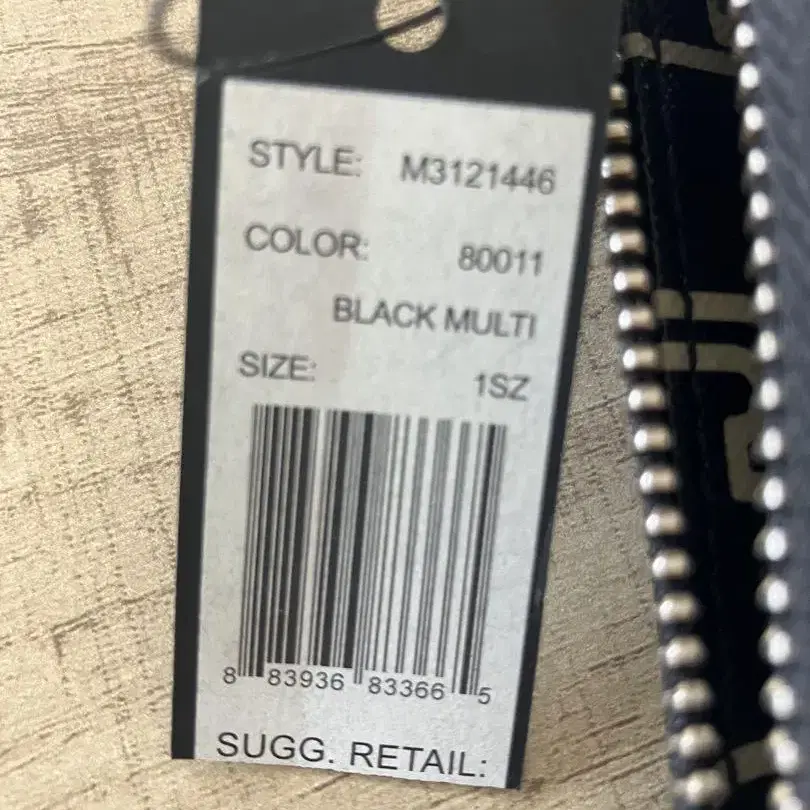 STYLE: M3121446
COLOR: 80011
BLACK MULTI
SIZE: 1SZ
8 83936 83366 5
SUGG. RETAIL: